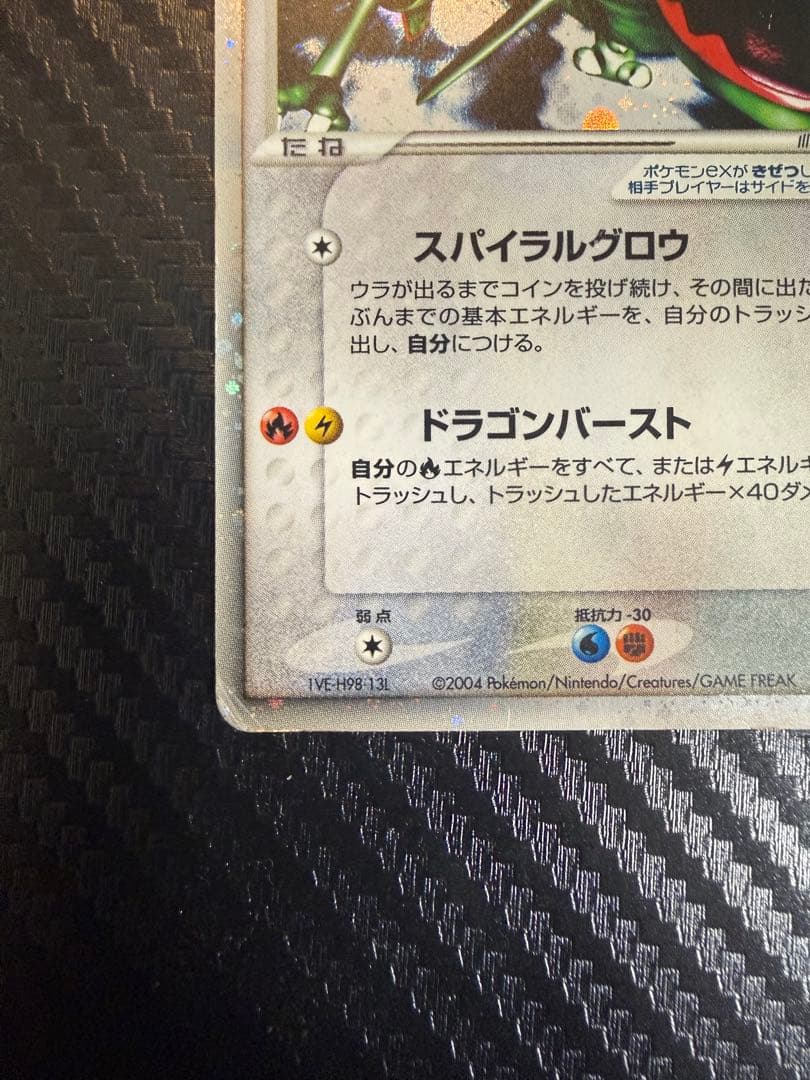 たね
ポケモンexが きぜつし
相手プレイヤーはサイドを
スパイラルグロウ
ウラが出るまでコインを投げ続け、その間に出た
ぶんまでの基本エネルギーを、自分のトラッシ
出し、自分につける。
ドラゴンバースト
自分の エネルギーをすべて、または エネルギ
トラッシュし、トラッシュしたエネルギー×40ダメ
弱点
抵抗力 -30
1VE-H98-13L ©2004 Pokémon/Nintendo/Creatures/GAME FREAK